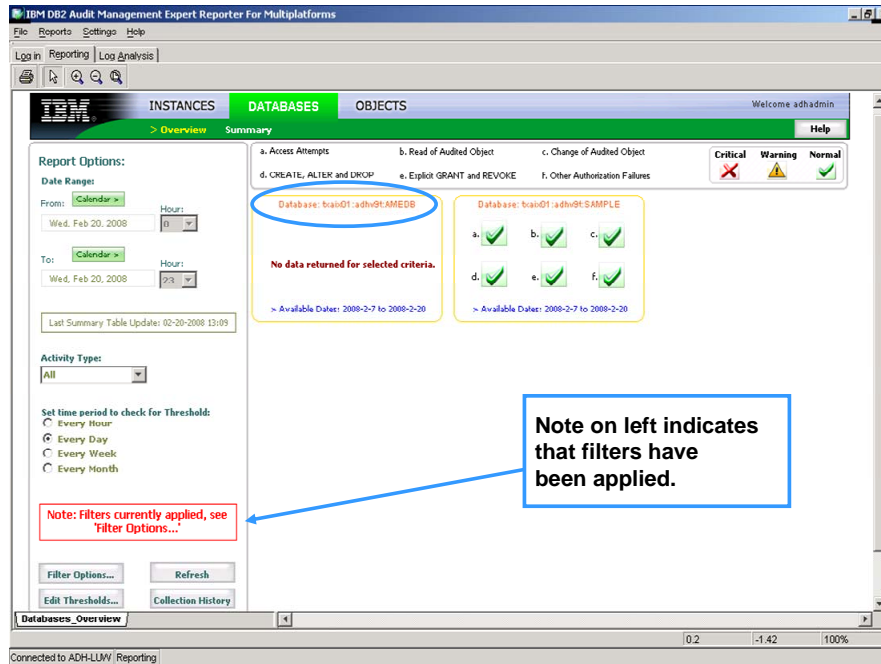 IBM DB2 Audit Management Expert Reporter For Multiplatforms
File Reports Settings Help
Log in Reporting Log Analysis
IBM
INSTANCES DATABASES OBJECTS
Welcome adhadmin
> Overview Summary
Help
Report Options:
Date Range:
From: Calendar >
Hour:
Wed, Feb 20, 2008 0
To: Calendar >
Hour:
Wed, Feb 20, 2008 23
Last Summary Table Update: 02-20-2008 13:09
Activity Type:
All
Set time period to check for Threshold:
Every Hour
Every Day
Every Week
Every Month
Note: Filters currently applied, see
'Filter Options...'
Filter Options... Refresh
Edit Thresholds... Collection History
a. Access Attempts b. Read of Audited Object c. Change of Audited Object
d. CREATE, ALTER and DROP e. Explicit GRANT and REVOKE f. Other Authorization Failures
Critical Warning Normal
Database: txaix01:adhv9t:AMEDB
No data returned for selected criteria.
> Available Dates: 2008-2-7 to 2008-2-20
Database: txaix01:adhv9t:SAMPLE
a. b. c.
d. e. f.
> Available Dates: 2008-2-7 to 2008-2-20
Note on left indicates
that filters have
been applied.
Databases_Overview
0.2 -1.42 100%
Connected to ADH-LUW Reporting